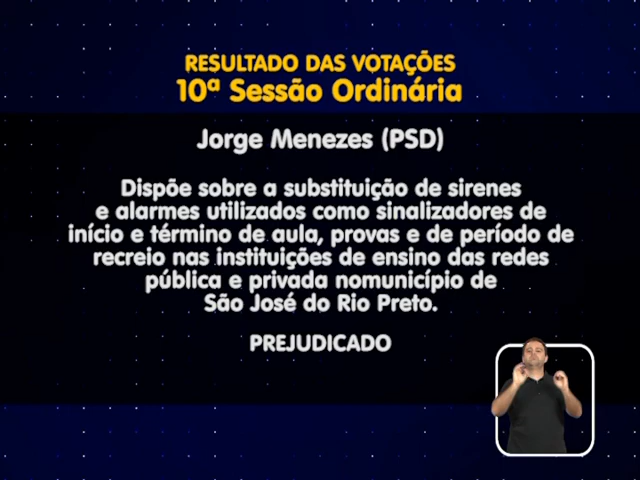 RESULTADO DAS VOTAÇÕES
10ª Sessão Ordinária
Jorge Menezes (PSD)
Dispõe sobre a substituição de sirenes
e alarmes utilizados como sinalizadores de
início e término de aula, provas e de período de
recreio nas instituições de ensino das redes
pública e privada nomunicípio de
São José do Rio Preto.
PREJUDICADO